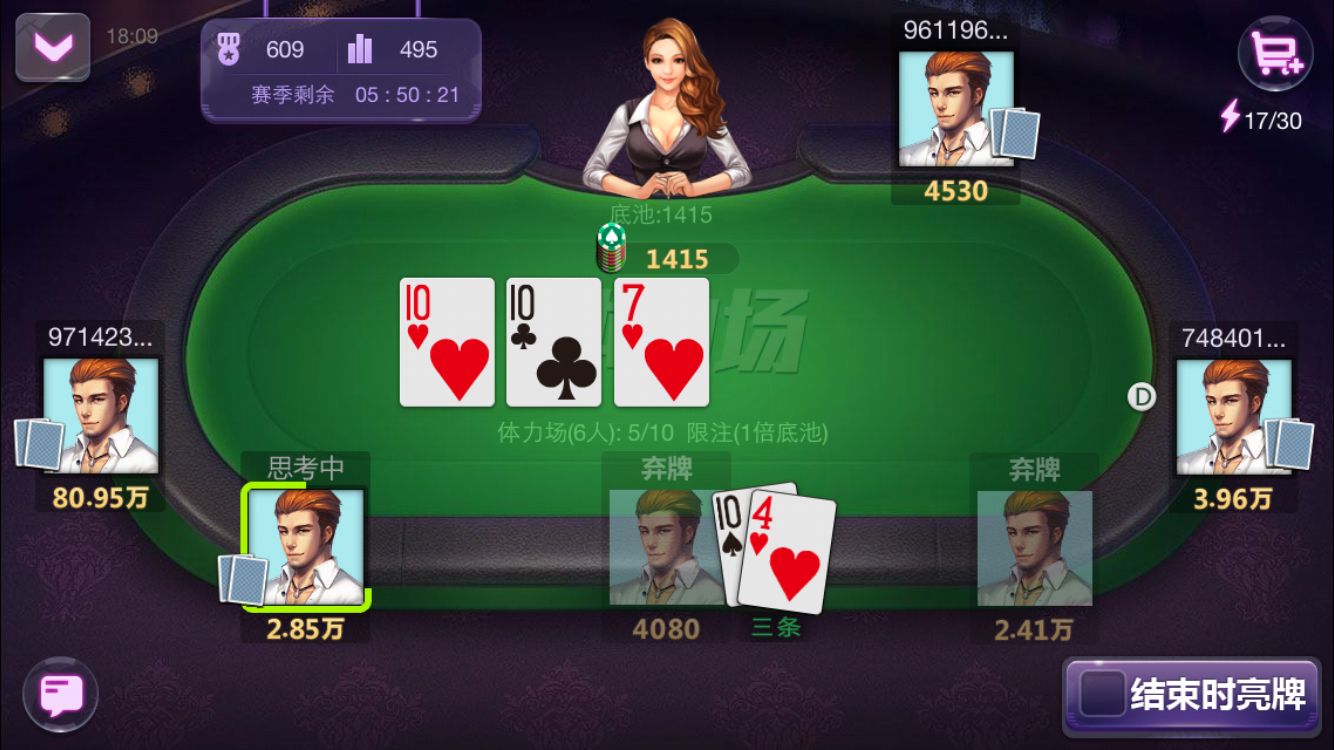 18:09
609 495
赛季剩余 05:50:21
961196...
17/30
4530
底池:1415
1415
10 10 7
场
971423...
748401...
D
体力场(6人): 5/10 限注(1倍底池)
80.95万
3.96万
思考中
弃牌
弃牌
10 4
2.85万
4080
三条
2.41万
结束时亮牌